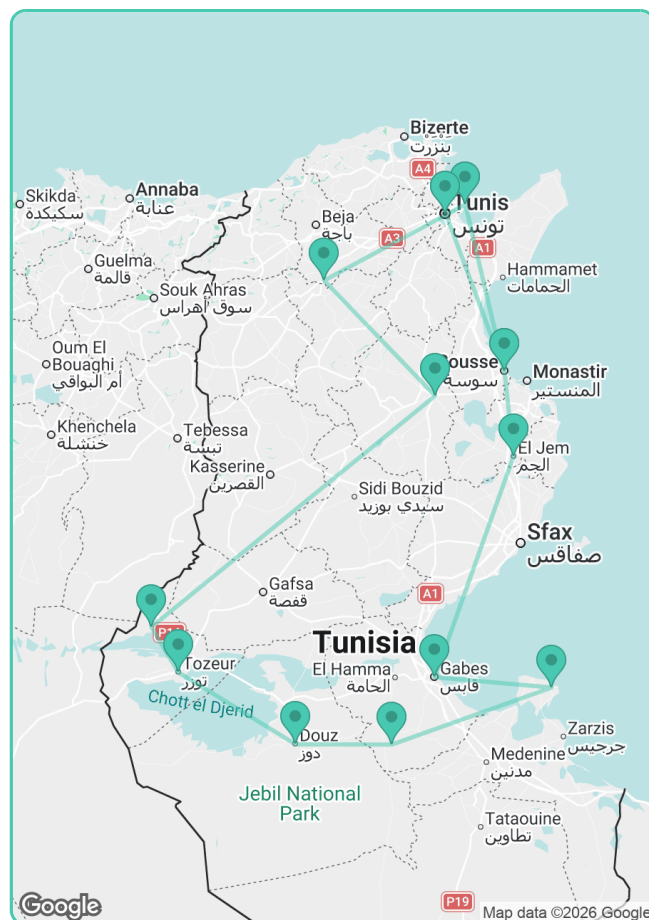 Bizerte
بنزرت
A4
Annaba
عنابة
Skikda
سكيكدة
Tunis
تونس
Beja
باجة
A3
A1
Guelma
قالمة
Hammamet
الحمامات
Souk Ahras
سوق أهراس
Oum El
Bouaghi
أم البواقي
Sousse
سوسة
Monastir
المنستير
Khenchela
خنشلة
Tebessa
تبسة
El Jem
الجم
Kasserine
القصرين
Sidi Bouzid
سيدي بوزيد
Sfax
صفاقس
Gafsa
قفصة
A1
Tunisia
Tozeur
توزر
El Hamma
الحامة
Gabes
قابس
Chott el Djerid
Douz
دوز
Zarzis
جرجيس
Medenine
مدنين
Jebil National
Park
Tataouine
تطاوين
P19
Google
Map data ©2026 Google